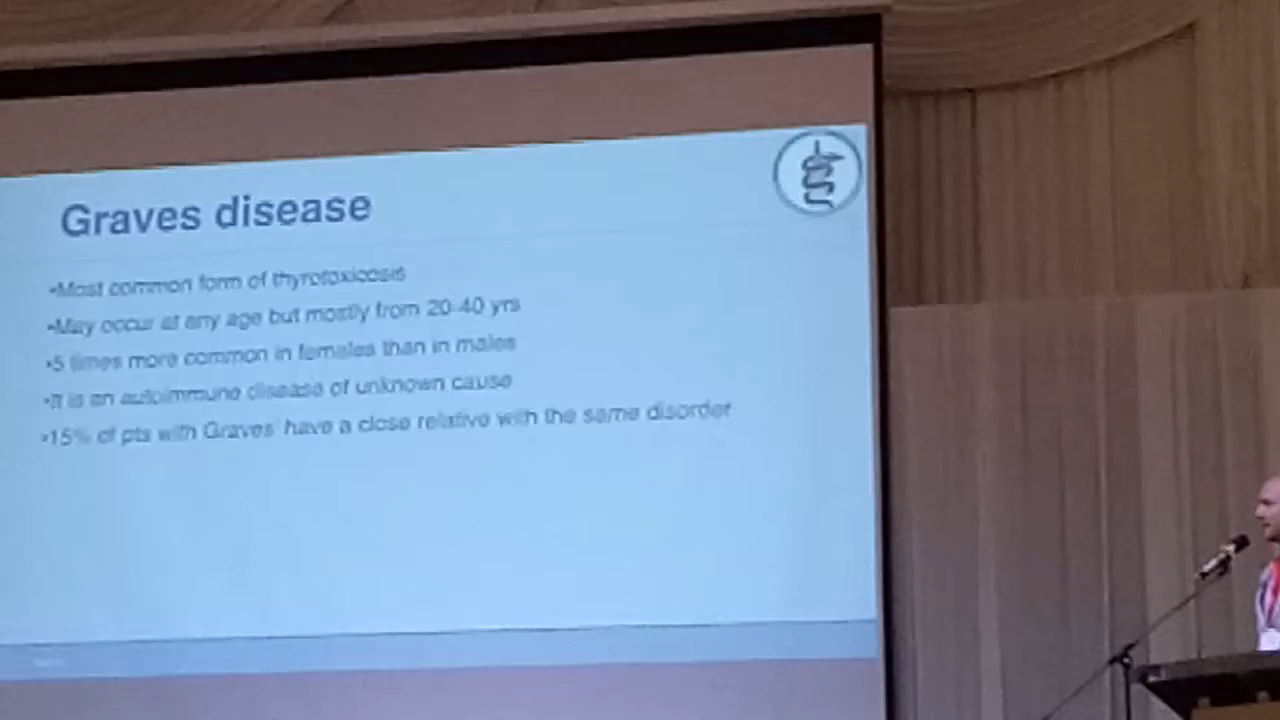 Graves disease
•Most common form of thyrotoxicosis
•May occur at any age but mostly from 20-40 yrs
•5 times more common in females than in males
•It is an autoimmune disease of unknown cause
•15% of pts with Graves' have a close relative with the same disorder